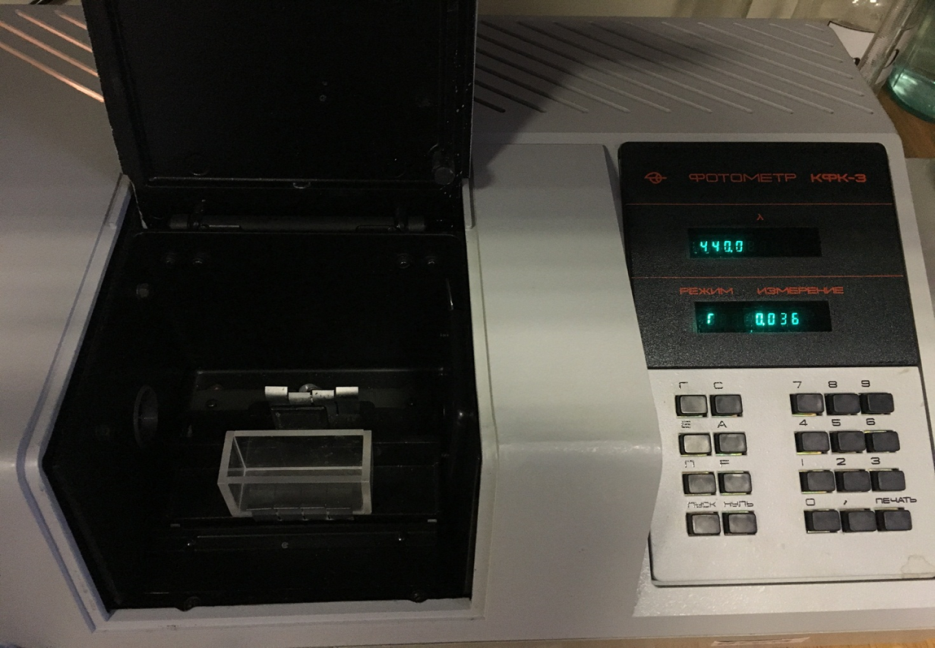 ФОТОМЕТР КФК-3
λ
440.0
РЕЖИМ ИЗМЕРЕНИЕ
Г 0.036
Г С 7 8 9
Е А 4 5 6
П F 1 2 3
ПУСК НУЛЬ 0 , ПЕЧАТЬ